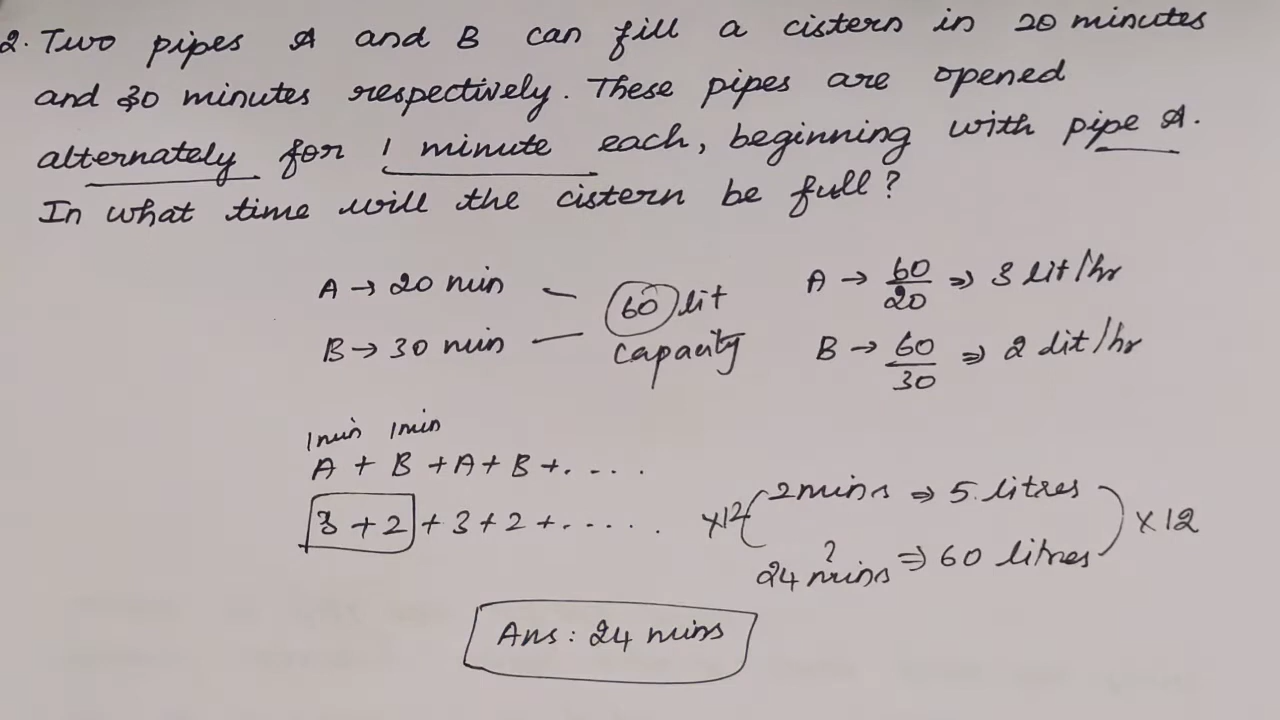 2. Two pipes A and B can fill a cistern in 20 minutes
and 30 minutes respectively. These pipes are opened
alternately for 1 minute each, beginning with pipe A.
In what time will the cistern be full?
A → 20 min
B → 30 min
60 lit
capacity
A → 60/20 ⇒ 3 lit/hr
B → 60/30 ⇒ 2 lit/hr
1min 1min
A + B + A + B + . . . .
3 + 2 + 3 + 2 + . . . . .
×12 2 mins ⇒ 5 litres
?
24 mins ⇒ 60 litres ×12
Ans: 24 mins